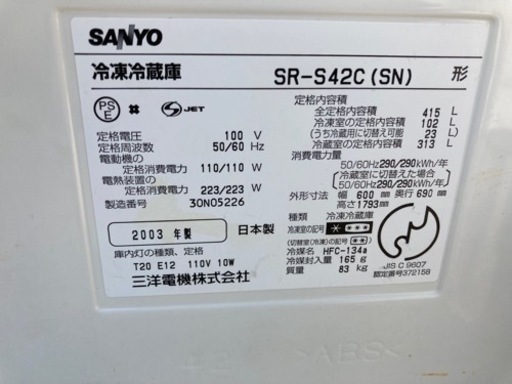 SANYO
冷凍冷蔵庫
SR-S42C(SN) 形
PS E JET
定格電圧 100 V
定格周波数 50/60 Hz
電動機の
定格消費電力 110/110 W
電熱装置の
定格消費電力 223/223 W
製造番号 30N05226
2003 年製 日本製
庫内灯の種類、定格
T20 E12 110V 10W
三洋電機株式会社
定格内容積
全定格内容積 415 L
冷凍室の定格内容積 102 L
(うち冷蔵用に切替え可能 23 L)
冷蔵室の定格内容積 313 L
消費電力量
50/60Hz 290/290 kWh/年
(冷蔵室に切替えた場合
50/60Hz 290/290 kWh/年)
外形寸法 幅 600 mm 奥行 690 mm
高さ 1793 mm
種類 冷凍冷蔵庫
冷凍室の記号
(切替室(冷凍)の記号)
冷媒名 HFC-134a
冷媒封入量 165 g
質量 83 kg
JIS C 9607
認定番号 372158
>ABS<